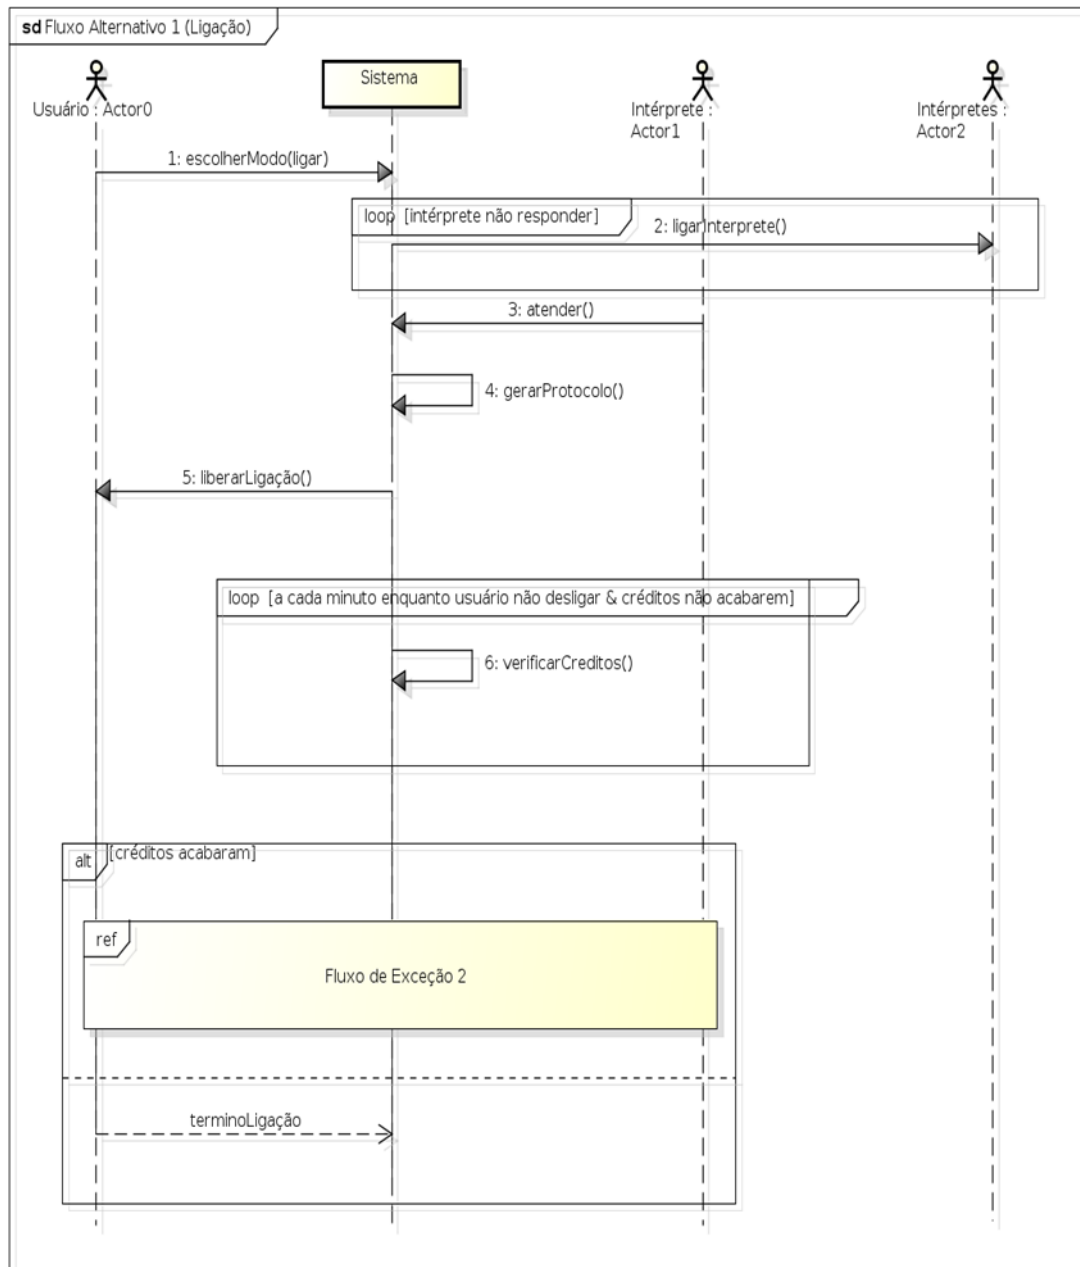 sd Fluxo Alternativo 1 (Ligação)
Sistema
Usuário : Actor0
Intérprete :
Actor1
Intérpretes :
Actor2
1: escolherModo(ligar)
loop [intérprete não responder]
2: ligarInterprete()
3: atender()
4: gerarProtocolo()
5: liberarLigação()
loop [a cada minuto enquanto usuário não desligar & créditos não acabarem]
6: verificarCreditos()
alt [créditos acabaram]
ref
Fluxo de Exceção 2
terminoLigação